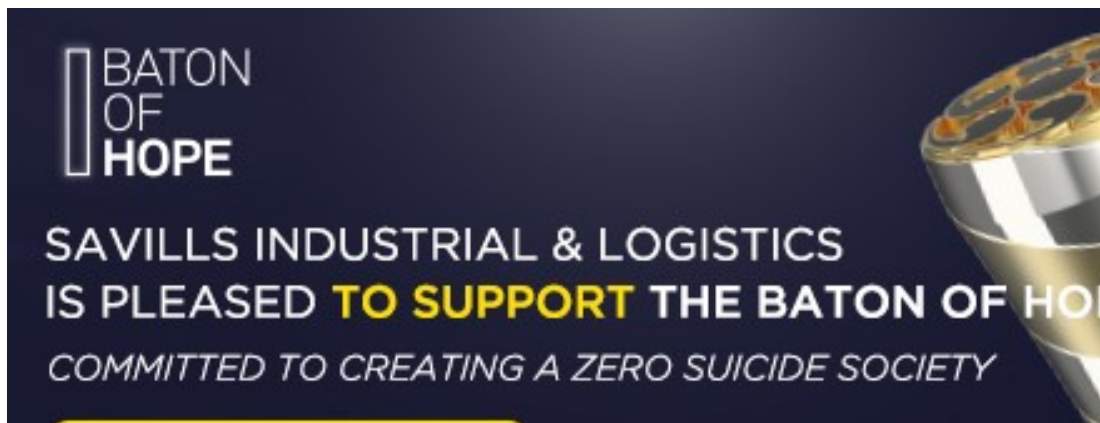 BATON
OF
HOPE
SAVILLS INDUSTRIAL & LOGISTICS
IS PLEASED TO SUPPORT THE BATON OF
COMMITTED TO CREATING A ZERO SUICIDE SOCIETY